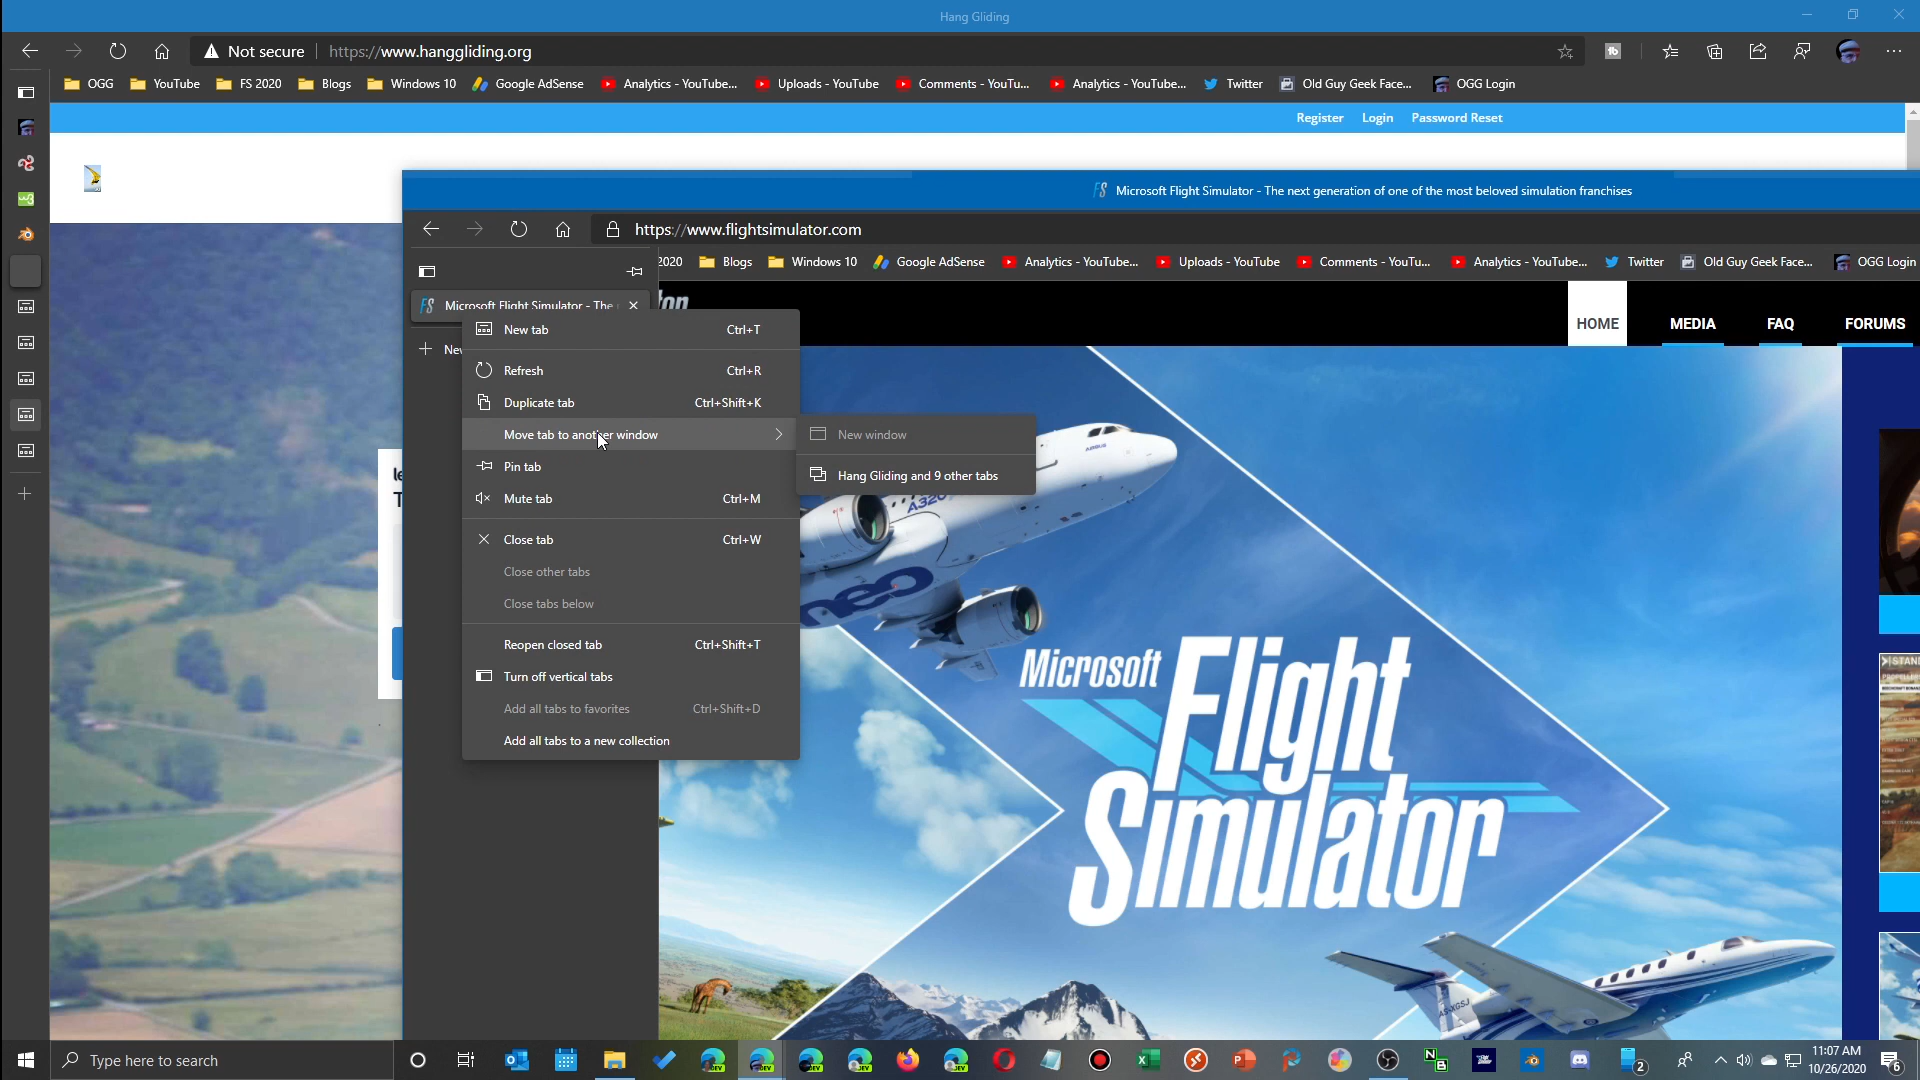 Hang Gliding
Not secure
https://www.hanggliding.org
OGG
YouTube
FS 2020
Blogs
Windows 10
Google AdSense
Analytics - YouTube...
Uploads - YouTube
Comments - YouTu...
Analytics - YouTube...
Twitter
Old Guy Geek Face...
OGG Login
Register Login Password Reset
Microsoft Flight Simulator - The next generation of one of the most beloved simulation franchises
https://www.flightsimulator.com
2020
Blogs
Windows 10
Google AdSense
Analytics - YouTube...
Uploads - YouTube
Comments - YouTu...
Analytics - YouTube...
Twitter
Old Guy Geek Face...
OGG Login
Microsoft Flight Simulator - The
HOME MEDIA FAQ FORUMS
New tab Ctrl+T
Refresh Ctrl+R
Duplicate tab Ctrl+Shift+K
Move tab to another window
New window
Pin tab
Hang Gliding and 9 other tabs
Mute tab Ctrl+M
Close tab Ctrl+W
Close other tabs
Close tabs below
Reopen closed tab Ctrl+Shift+T
Turn off vertical tabs
Add all tabs to favorites Ctrl+Shift+D
Add all tabs to a new collection
AIRBUS
A320
neo
Microsoft
Flight
Simulator
AS-XGSJ
Type here to search
11:07 AM
10/26/2020